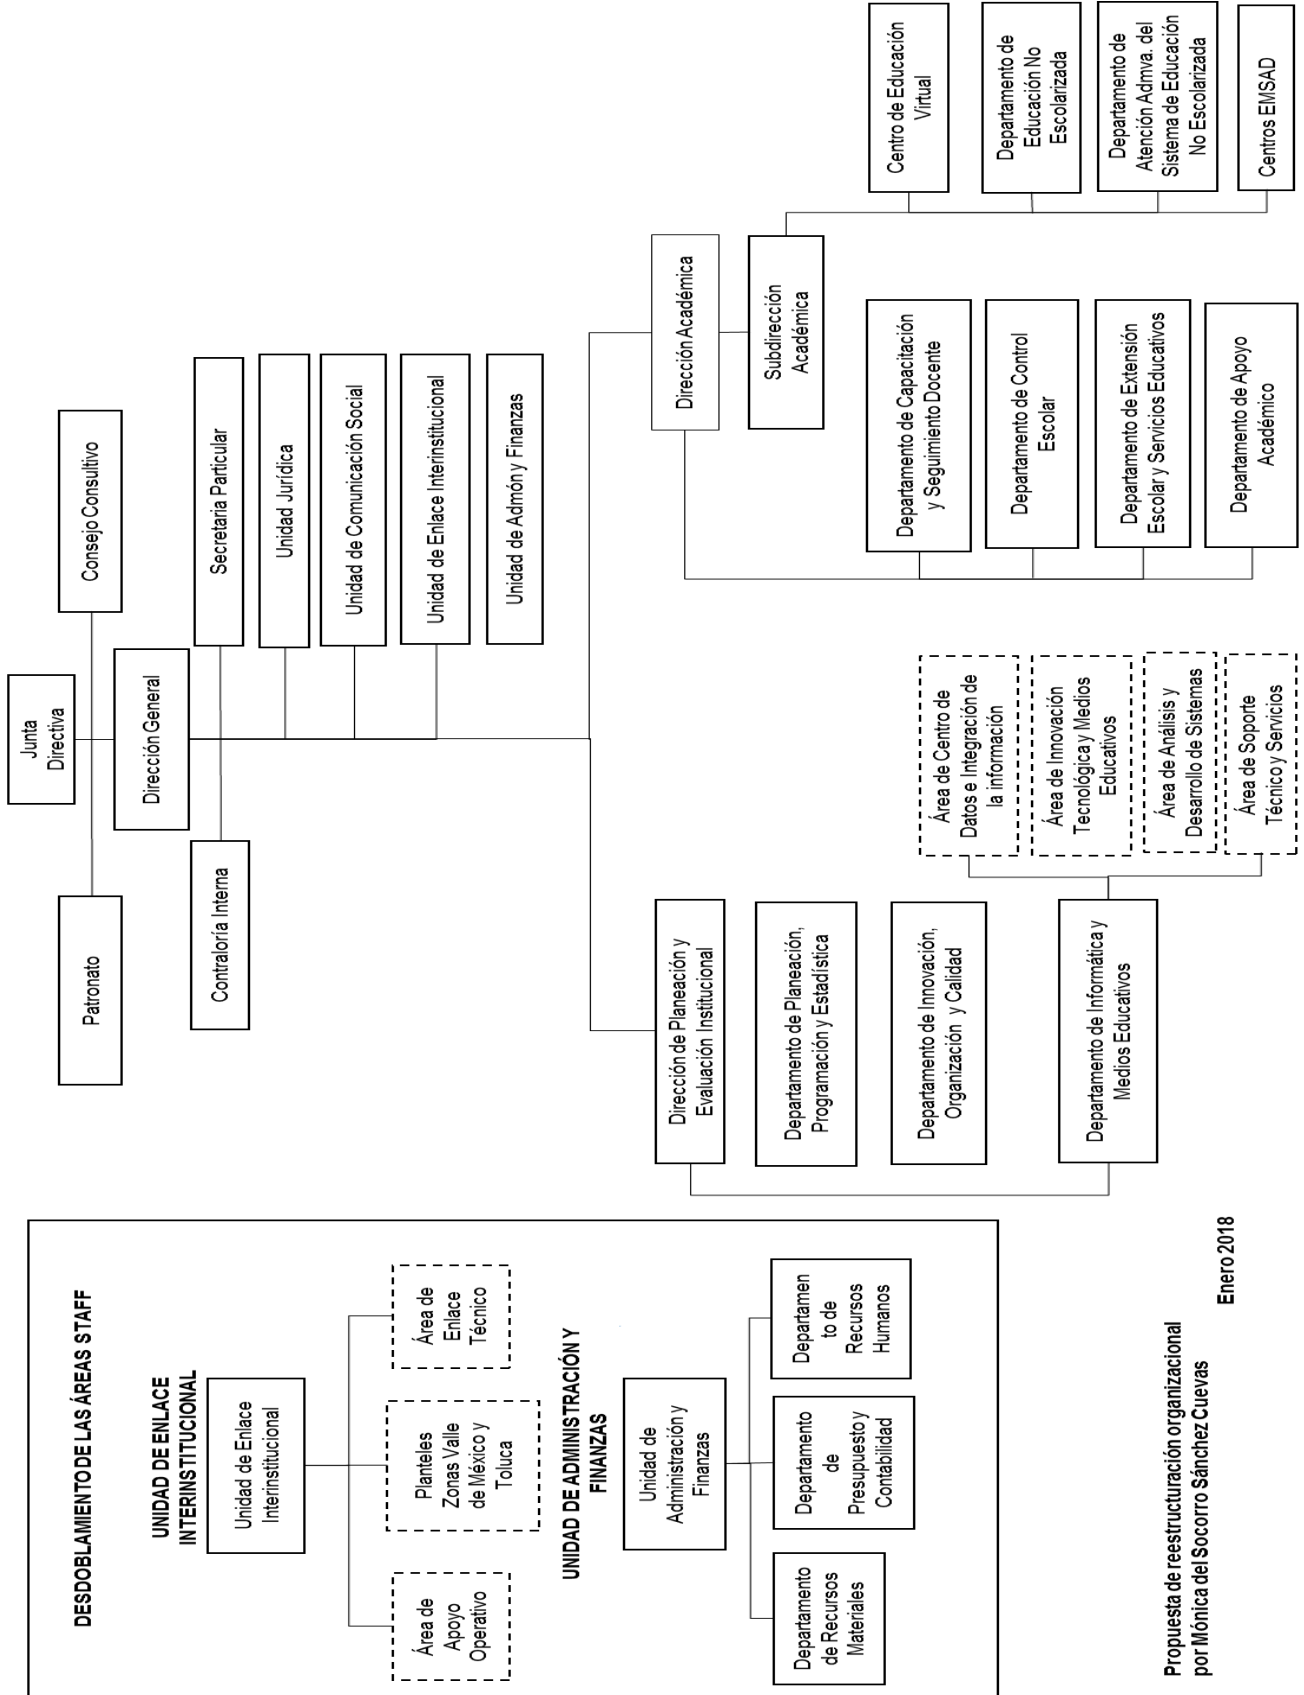 Junta
Directiva
Patronato
Consejo Consultivo
Dirección General
Contraloría Interna
Secretaria Particular
Unidad Jurídica
Unidad de Comunicación Social
Unidad de Enlace Interinstitucional
Unidad de Admón y Finanzas
Dirección de Planeación y
Evaluación Institucional
Departamento de Planeación,
Programación y Estadística
Departamento de Innovación,
Organización y Calidad
Departamento de Informática y
Medios Educativos
Área de Centro de
Datos e Integración de
la información
Área de Innovación
Tecnológica y Medios
Educativos
Área de Análisis y
Desarrollo de Sistemas
Área de Soporte
Técnico y Servicios
Dirección Académica
Subdirección
Académica
Departamento de Capacitación
y Seguimiento Docente
Departamento de Control
Escolar
Departamento de Extensión
Escolar y Servicios Educativos
Departamento de Apoyo
Académico
Centro de Educación
Virtual
Departamento de
Educación No
Escolarizada
Departamento de
Atención Admva. del
Sistema de Educación
No Escolarizada
Centros EMSAD
DESDOBLAMIENTO DE LAS ÁREAS STAFF
UNIDAD DE ENLACE
INTERINSTITUCIONAL
Unidad de Enlace
Interinstitucional
Área de
Apoyo
Operativo
Planteles
Zonas Valle
de México y
Toluca
Área de
Enlace
Técnico
UNIDAD DE ADMINISTRACIÓN Y
FINANZAS
Unidad de
Administración y
Finanzas
Departamento
de Recursos
Materiales
Departamento
de
Presupuesto y
Contabilidad
Departamen
to de
Recursos
Humanos
Propuesta de reestructuración organizacional
por Mónica del Socorro Sánchez Cuevas
Enero 2018